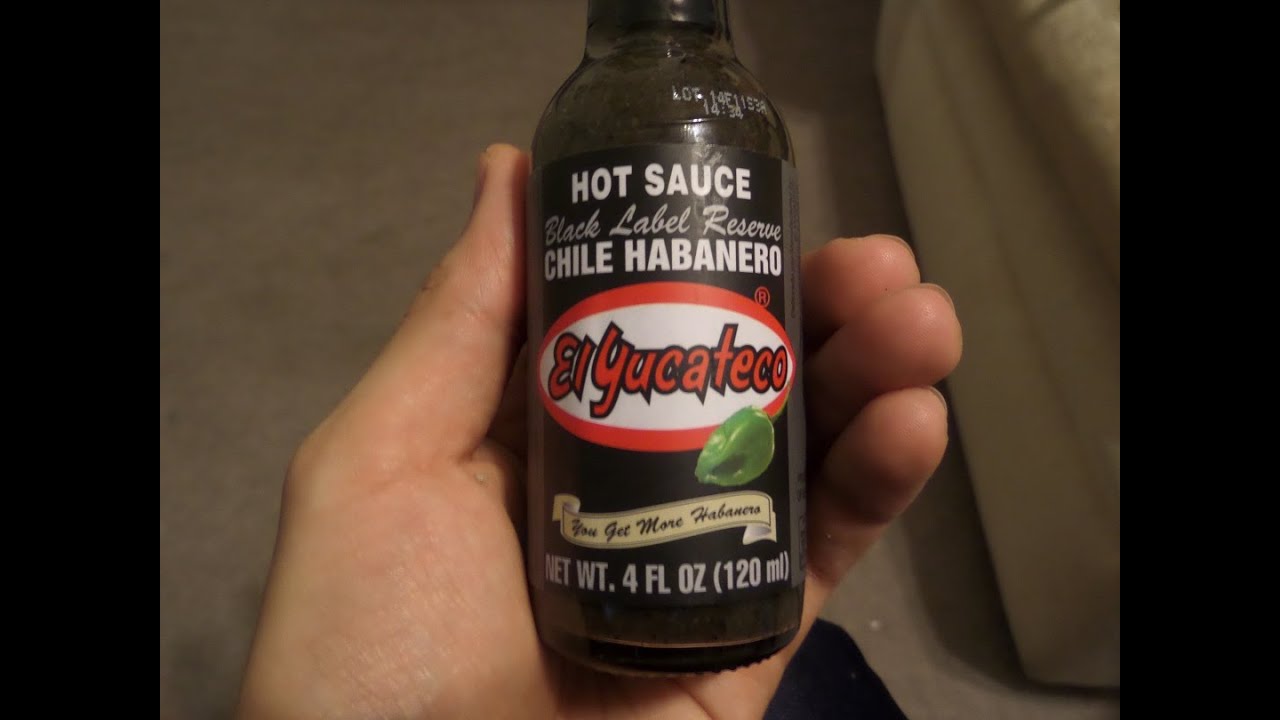 HOT SAUCE
Black Label Reserve
CHILE HABANERO
®
El Yucateco
You Get More Habanero
NET WT. 4 FL OZ (120 ml)